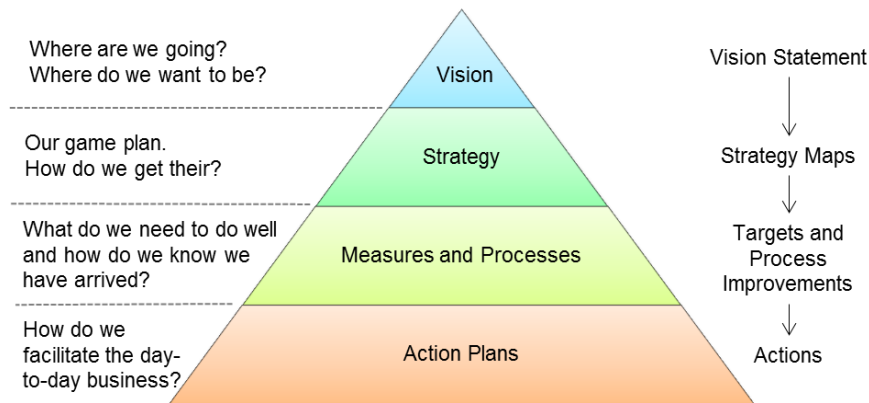 Where are we going?
Where do we want to be?
Vision
Vision Statement
Our game plan.
How do we get their?
Strategy
Strategy Maps
What do we need to do well
and how do we know we
have arrived?
Measures and Processes
Targets and
Process
Improvements
How do we
facilitate the day-
to-day business?
Action Plans
Actions